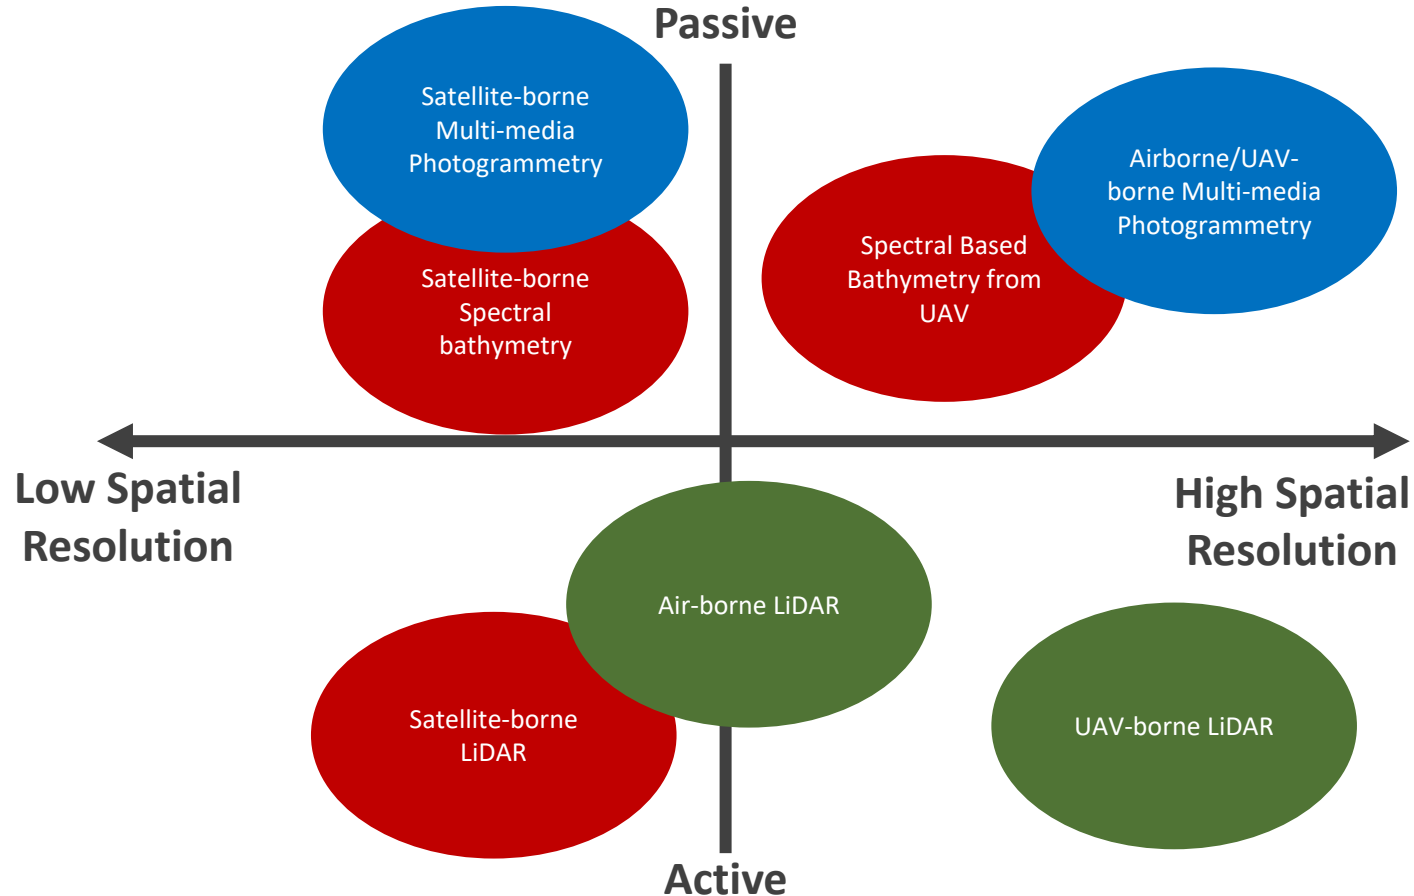 Passive
Satellite-borne
Multi-media
Photogrammetry
Airborne/UAV-
borne Multi-media
Photogrammetry
Spectral Based
Bathymetry from
UAV
Satellite-borne
Spectral
bathymetry
Low Spatial
Resolution
High Spatial
Resolution
Air-borne LiDAR
Satellite-borne
LiDAR
UAV-borne LiDAR
Active